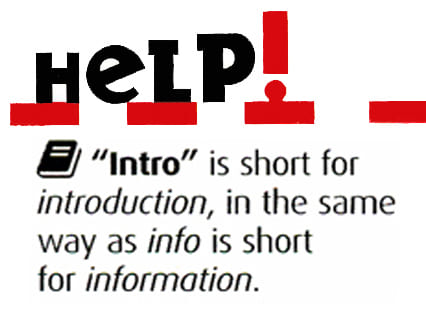 HeLP!
"Intro" is short for
introduction, in the same
way as info is short
for information.